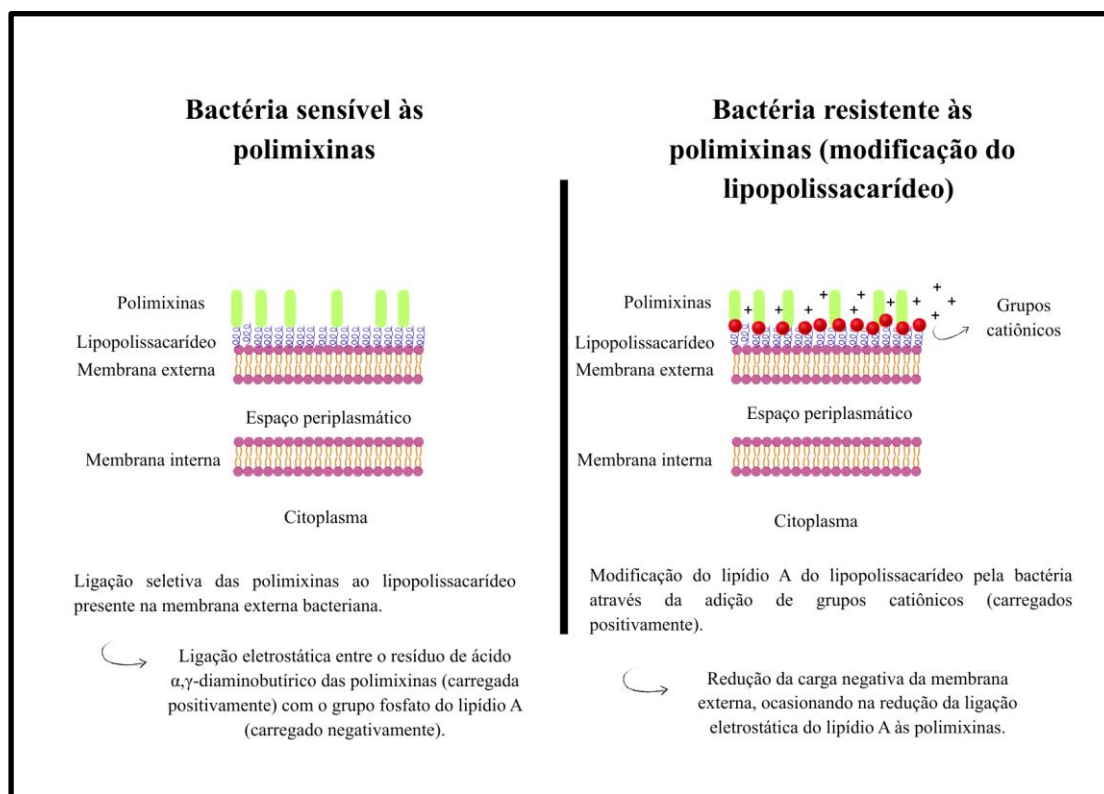 Bactéria sensível às
polimixinas
Polimixinas
Lipopolissacarídeo
Membrana externa
Espaço periplasmático
Membrana interna
Citoplasma
Ligação seletiva das polimixinas ao lipopolissacarídeo
presente na membrana externa bacteriana.
Ligação eletrostática entre o resíduo de ácido
α,γ-diaminobutírico das polimixinas (carregada
positivamente) com o grupo fosfato do lipídio A
(carregado negativamente).
Bactéria resistente às
polimixinas (modificação do
lipopolissacarídeo)
Polimixinas
+ + + + + + + + + + +
Grupos
catiônicos
Lipopolissacarídeo
Membrana externa
Espaço periplasmático
Membrana interna
Citoplasma
Modificação do lipídio A do lipopolissacarídeo pela bactéria
através da adição de grupos catiônicos (carregados
positivamente).
Redução da carga negativa da membrana
externa, ocasionando na redução da ligação
eletrostática do lipídio A às polimixinas.